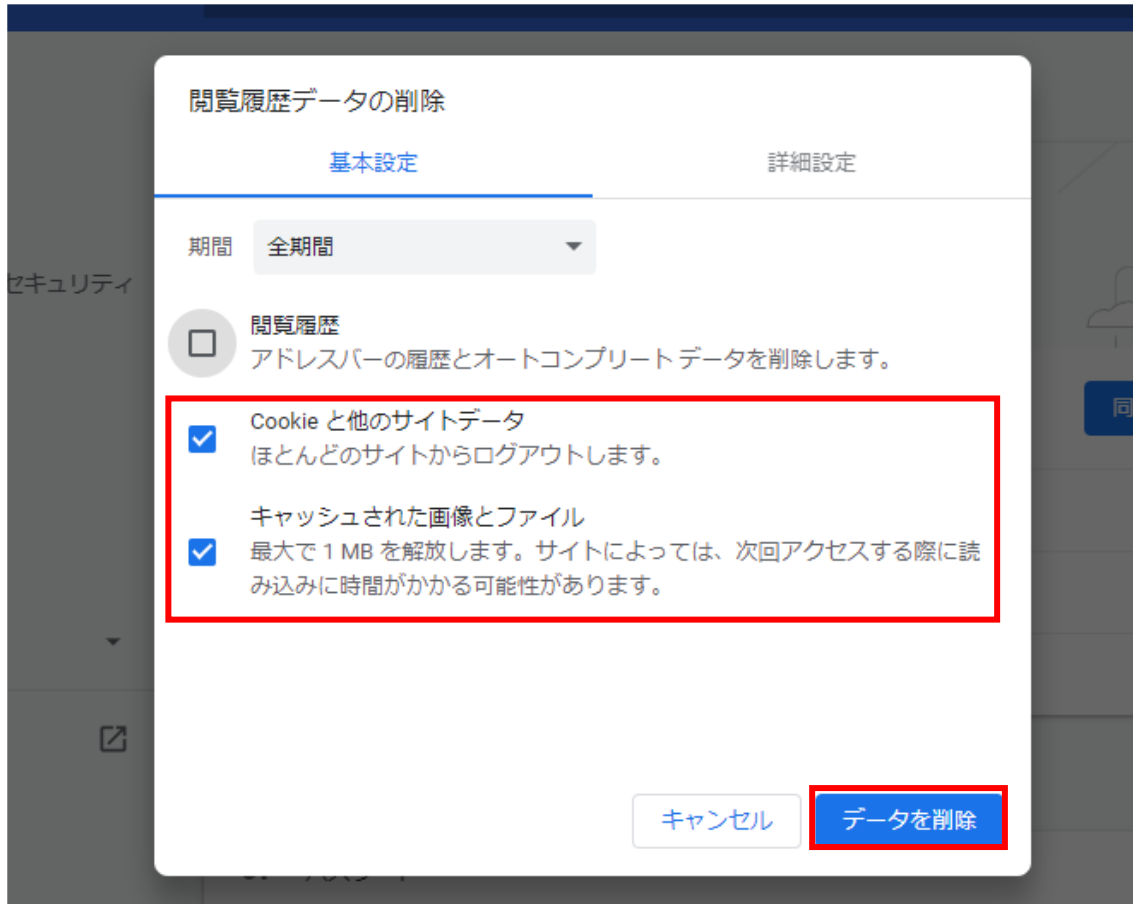 閲覧履歴データの削除
基本設定
詳細設定
期間
全期間
セキュリティ
閲覧履歴
アドレスバーの履歴とオートコンプリート データを削除します。
同
Cookie と他のサイトデータ
ほとんどのサイトからログアウトします。
キャッシュされた画像とファイル
最大で 1 MB を解放します。サイトによっては、次回アクセスする際に読
み込みに時間がかかる可能性があります。
キャンセル
データを削除